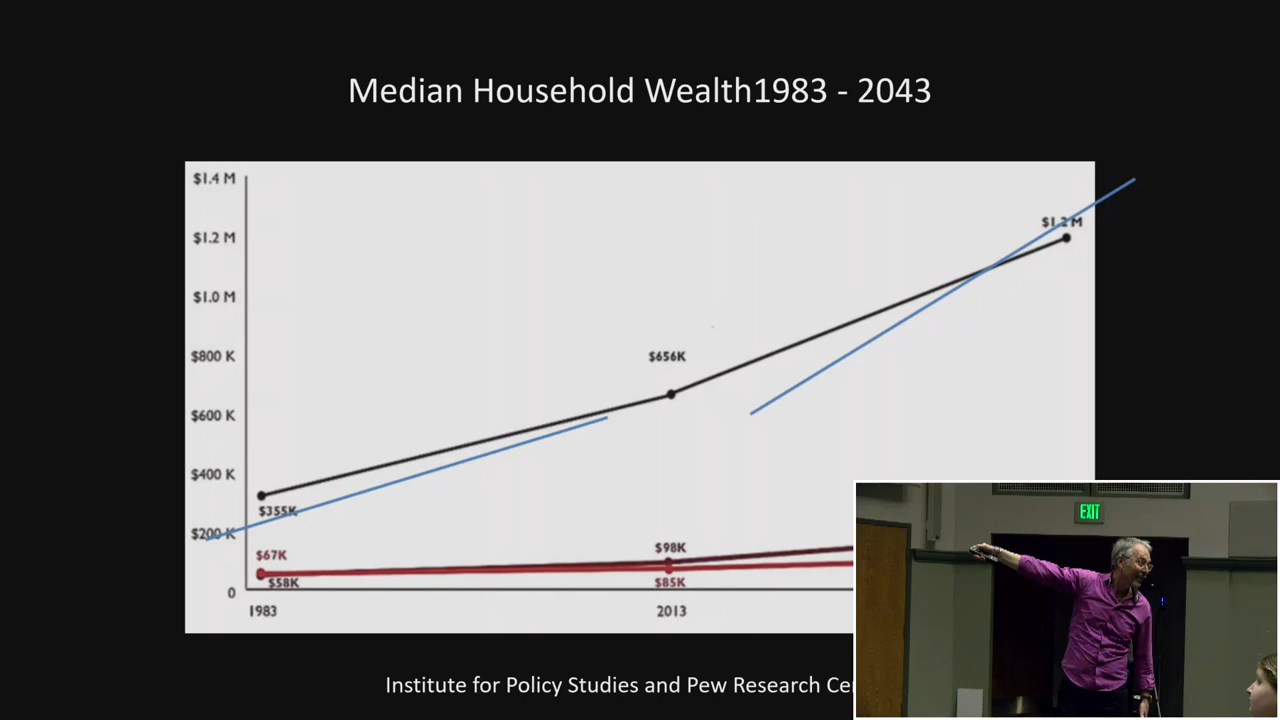 Median Household Wealth1983 - 2043
$1.4 M
$1.2 M
$1.0 M
$800 K
$600 K
$400 K
$200 K
0
$1.2 M
$656K
$355K
$67K
$58K
$98K
$85K
1983
2013
Institute for Policy Studies and Pew Research
EXIT